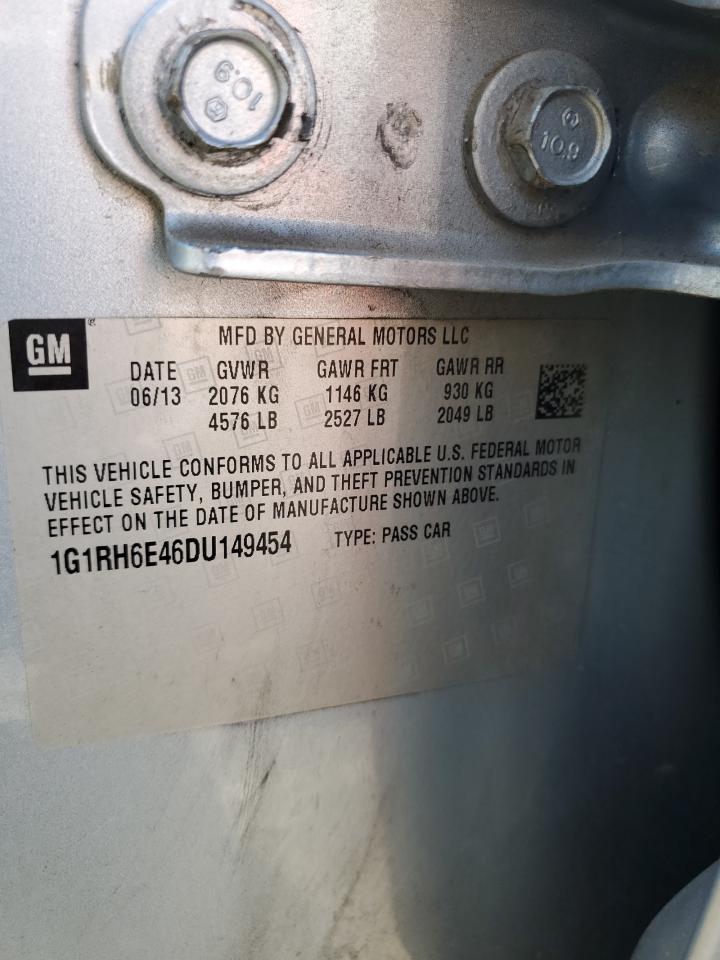 10.9
10.9
GM
MFD BY GENERAL MOTORS LLC
DATE GVWR GAWR FRT GAWR RR
06/13 2076 KG 1146 KG 930 KG
4576 LB 2527 LB 2049 LB
THIS VEHICLE CONFORMS TO ALL APPLICABLE U.S. FEDERAL MOTOR
VEHICLE SAFETY, BUMPER, AND THEFT PREVENTION STANDARDS IN
EFFECT ON THE DATE OF MANUFACTURE SHOWN ABOVE.
1G1RH6E46DU149454 TYPE: PASS CAR